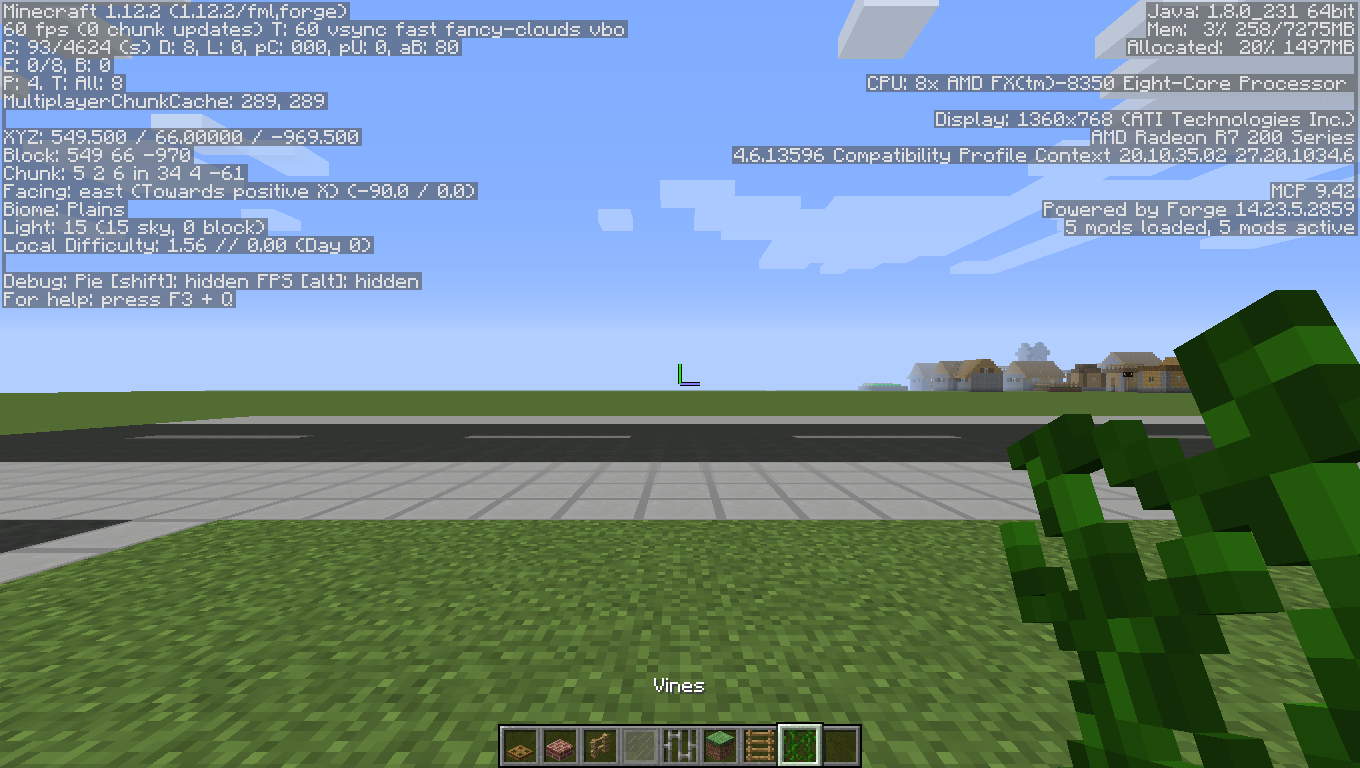 Minecraft 1.12.2 (1.12.2/fml,forge)
60 fps (0 chunk updates) T: 60 vsync fast fancy-clouds vbo
C: 93/4624 (s) D: 8, L: 0, pC: 000, pU: 0, aB: 80
E: 0/8, B: 0
P: 4. T: All: 8
MultiplayerChunkCache: 289, 289
XYZ: 549.500 / 66.00000 / -969.500
Block: 549 66 -970
Chunk: 5 2 6 in 34 4 -61
Facing: east (Towards positive X) (-90.0 / 0.0)
Biome: Plains
Light: 15 (15 sky, 0 block)
Local Difficulty: 1.56 // 0.00 (Day 0)
Debug: Pie [shift]: hidden FPS [alt]: hidden
For help: press F3 + Q
Java: 1.8.0_231 64bit
Mem: 3% 258/7275MB
Allocated: 20% 1497MB
CPU: 8x AMD FX(tm)-8350 Eight-Core Processor
Display: 1360x768 (ATI Technologies Inc.)
AMD Radeon R7 200 Series
4.6.13596 Compatibility Profile Context 20.10.35.02 27.20.1034.6
MCP 9.42
Powered by Forge 14.23.5.2859
5 mods loaded, 5 mods active
Vines